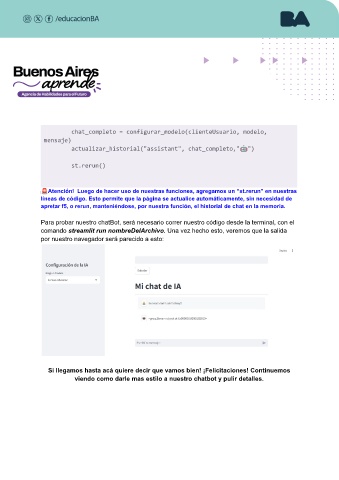 /educacionBA
BA
Buenos Aires
aprende
Agencia de Habilidades para el Futuro
chat_completo = configurar_modelo(clienteUsuario, modelo,
mensaje)
actualizar_historial("assistant", chat_completo,"🤖")
st.rerun()
🚨Atención! Luego de hacer uso de nuestras funciones, agregamos un "st.rerun" en nuestras
líneas de código. Esto permite que la página se actualice automáticamente, sin necesidad de
apretar f5, o rerun, manteniéndose, por nuestra función, el historial de chat en la memoria.
Para probar nuestro chatBot, será necesario correr nuestro código desde la terminal, con el
comando streamlit run nombreDelArchivo. Una vez hecho esto, veremos que la salida
por nuestro navegador será parecido a esto:
Configuración de la IA
Mi chat de IA
Si llegamos hasta acá quiere decir que vamos bien! ¡Felicitaciones! Continuemos
viendo como darle mas estilo a nuestro chatbot y pulir detalles.